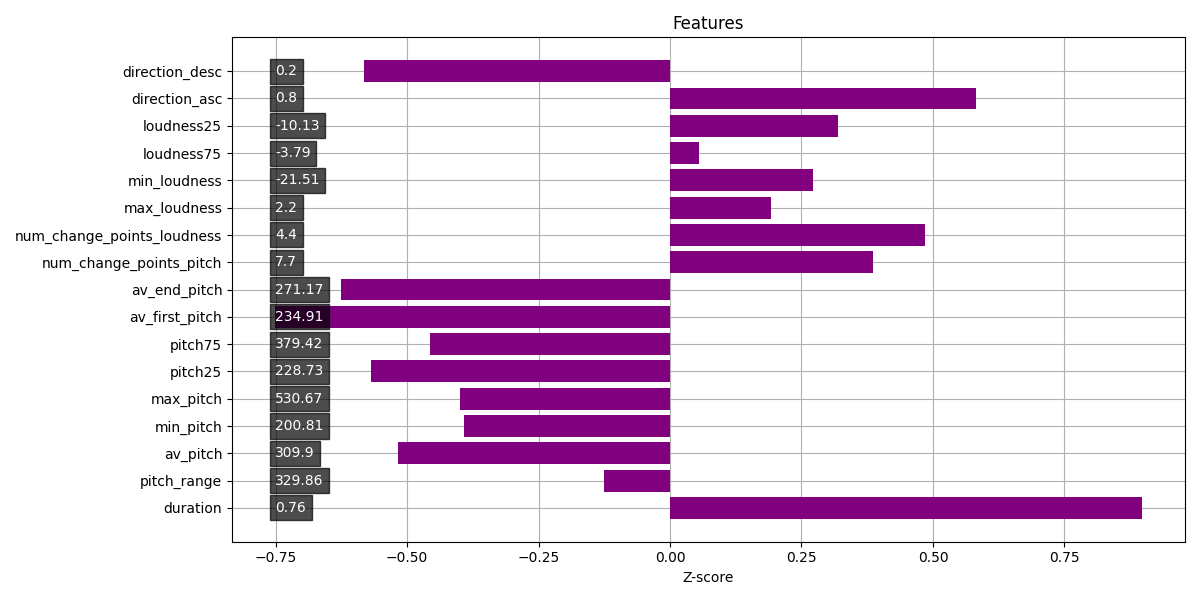 Features
direction_desc 0.2
direction_asc 0.8
loudness25 -10.13
loudness75 -3.79
min_loudness -21.51
max_loudness 2.2
num_change_points_loudness 4.4
num_change_points_pitch 7.7
av_end_pitch 271.17
av_first_pitch 234.91
pitch75 379.42
pitch25 228.73
max_pitch 530.67
min_pitch 200.81
av_pitch 309.9
pitch_range 329.86
duration 0.76
−0.75 −0.50 −0.25 0.00 0.25 0.50 0.75
Z-score